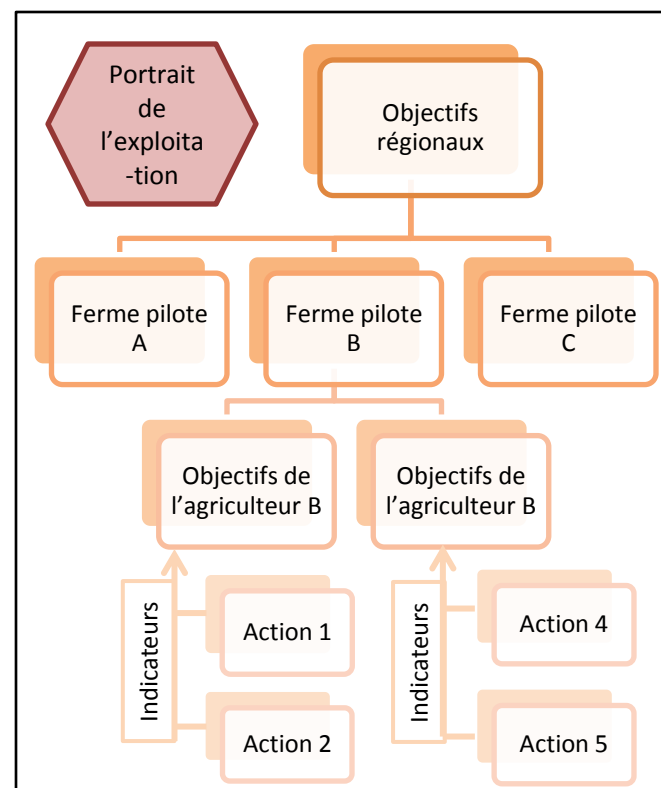 Portrait
de
l’exploita
-tion
Objectifs
régionaux
Ferme pilote
A
Ferme pilote
B
Ferme pilote
C
Objectifs de
l’agriculteur B
Objectifs de
l’agriculteur B
Indicateurs
Action 1
Action 2
Indicateurs
Action 4
Action 5